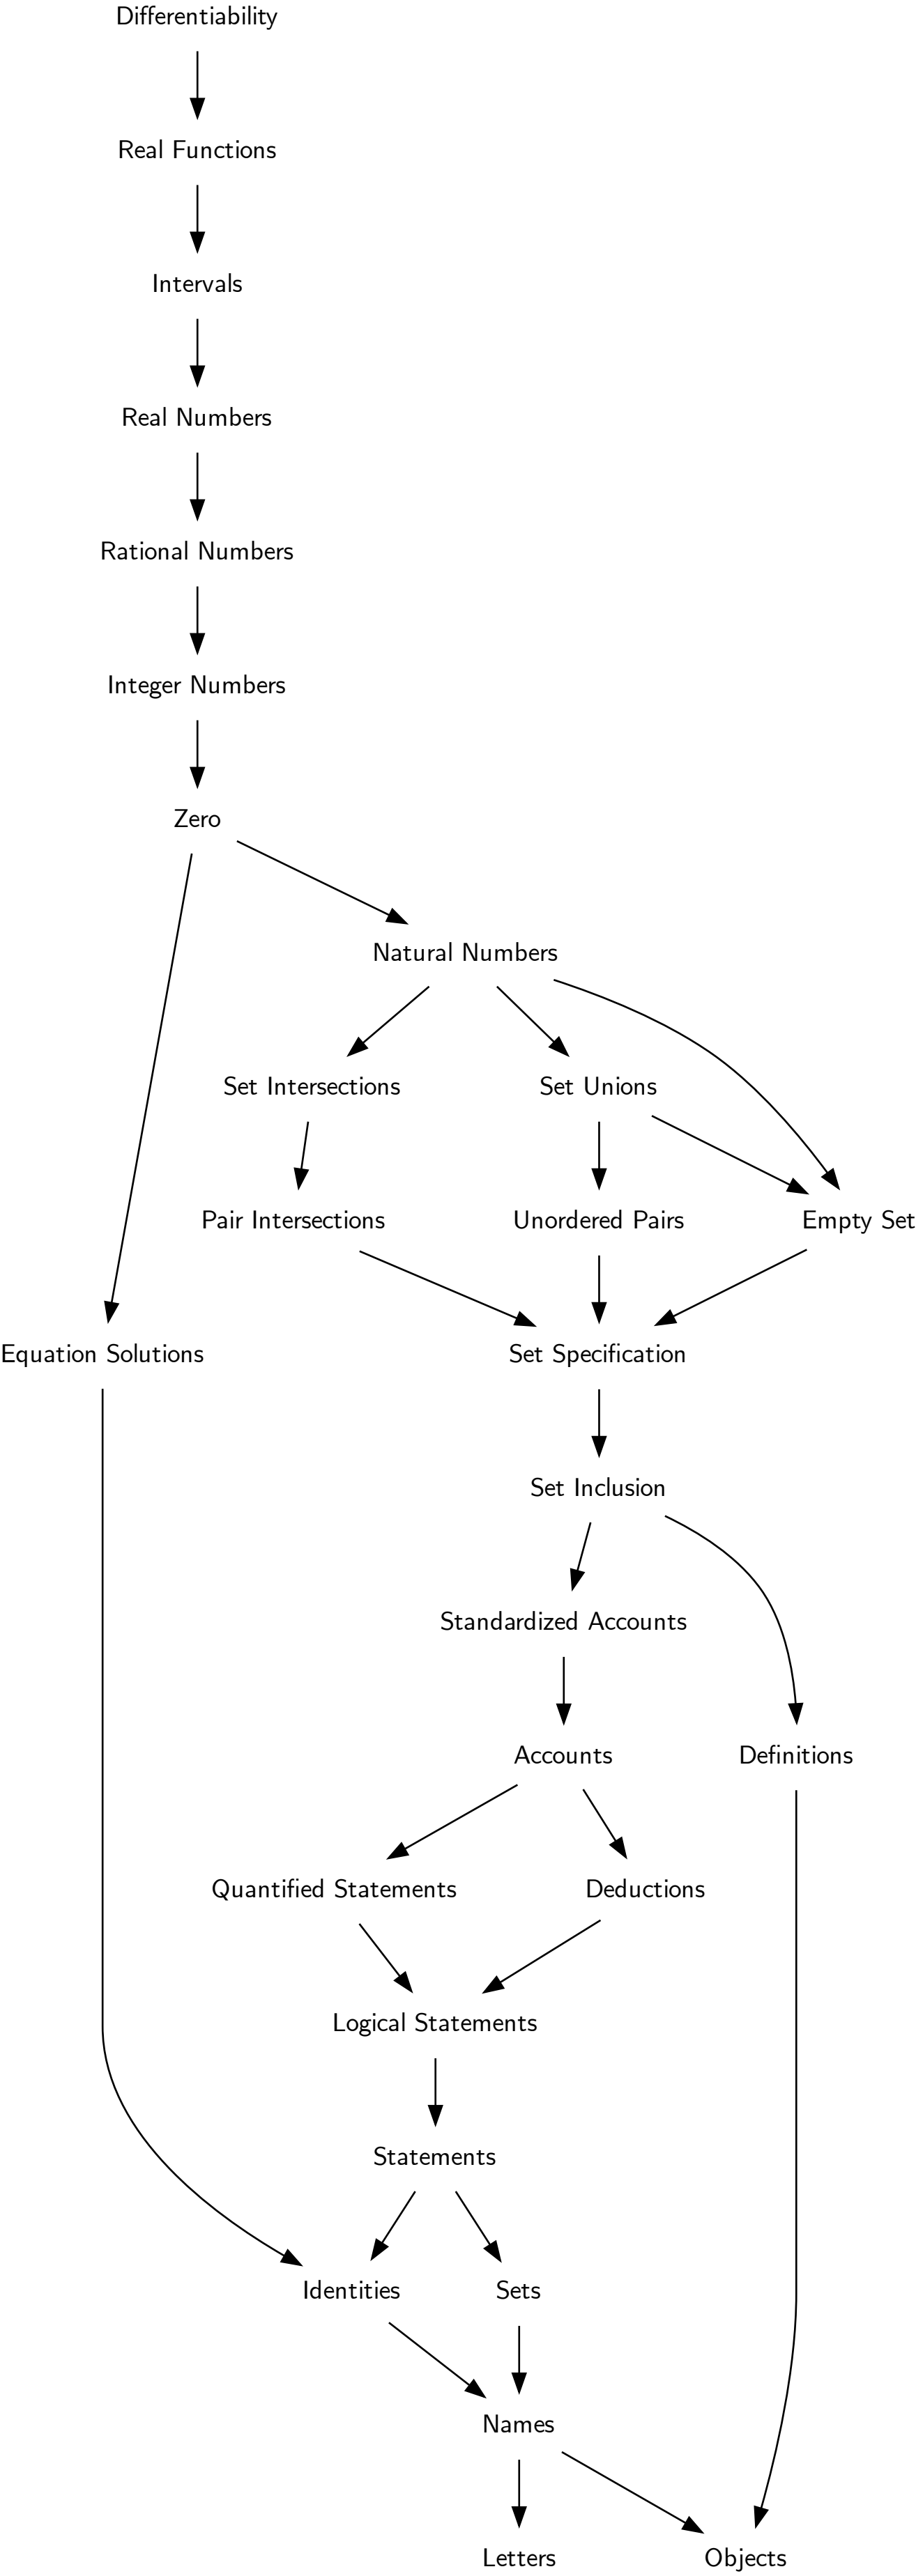 Differentiability
Real Functions
Intervals
Real Numbers
Rational Numbers
Integer Numbers
Zero
Natural Numbers
Set Intersections
Set Unions
Pair Intersections
Unordered Pairs
Empty Set
Equation Solutions
Set Specification
Set Inclusion
Standardized Accounts
Accounts
Definitions
Quantified Statements
Deductions
Logical Statements
Statements
Identities
Sets
Names
Letters
Objects